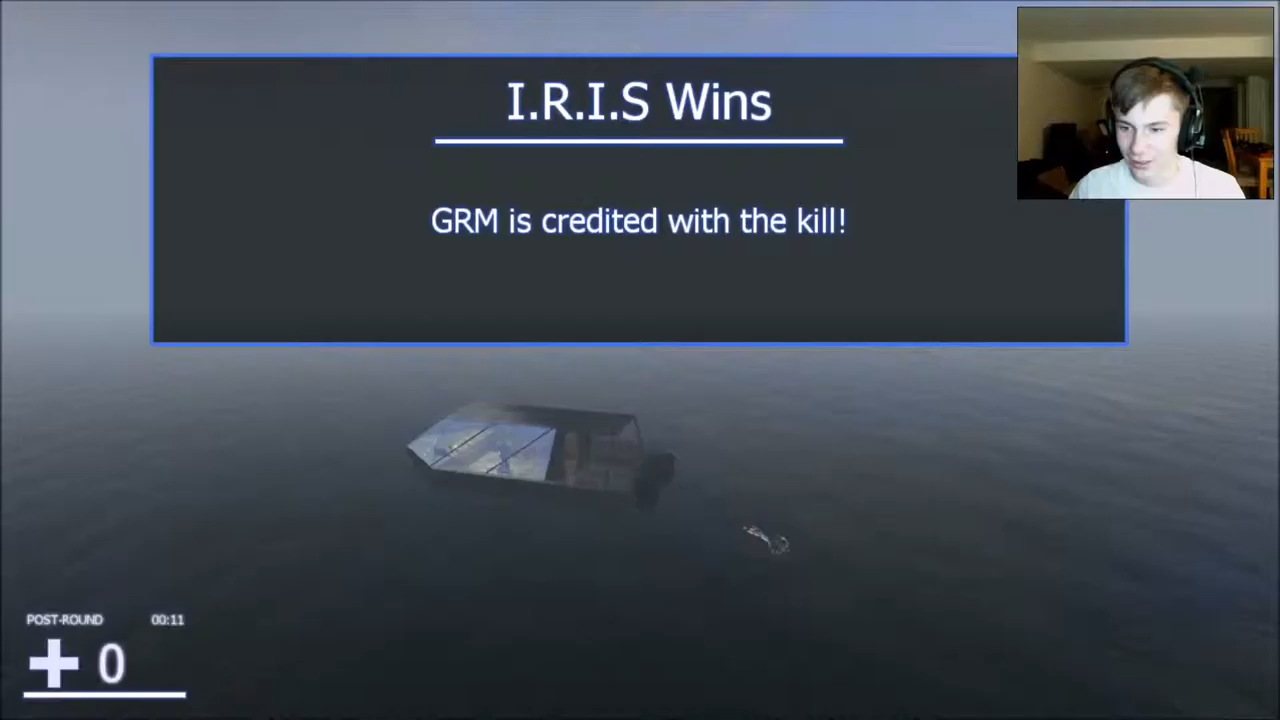 I.R.I.S Wins
GRM is credited with the kill!
POST-ROUND 00:11
0